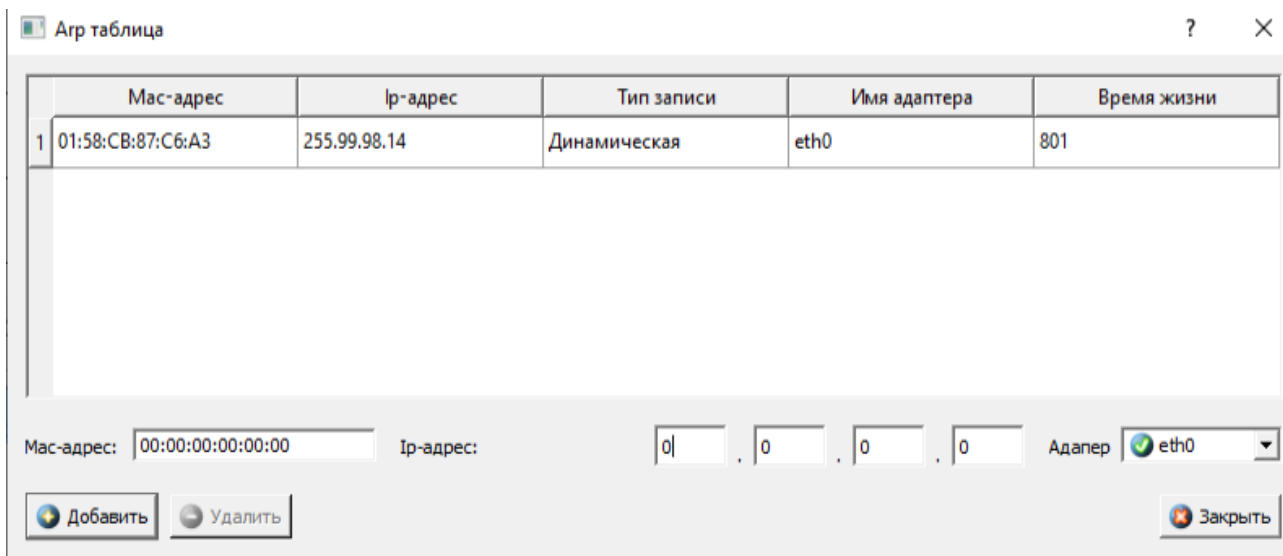 Arp таблица ?
Mac-адрес Ip-адрес Тип записи Имя адаптера Время жизни
1 01:58:CB:87:C6:A3 255.99.98.14 Динамическая eth0 801
Mac-адрес: 00:00:00:00:00:00 Ip-адрес: 0 . 0 . 0 . 0 Адапер eth0
Добавить Удалить Закрыть